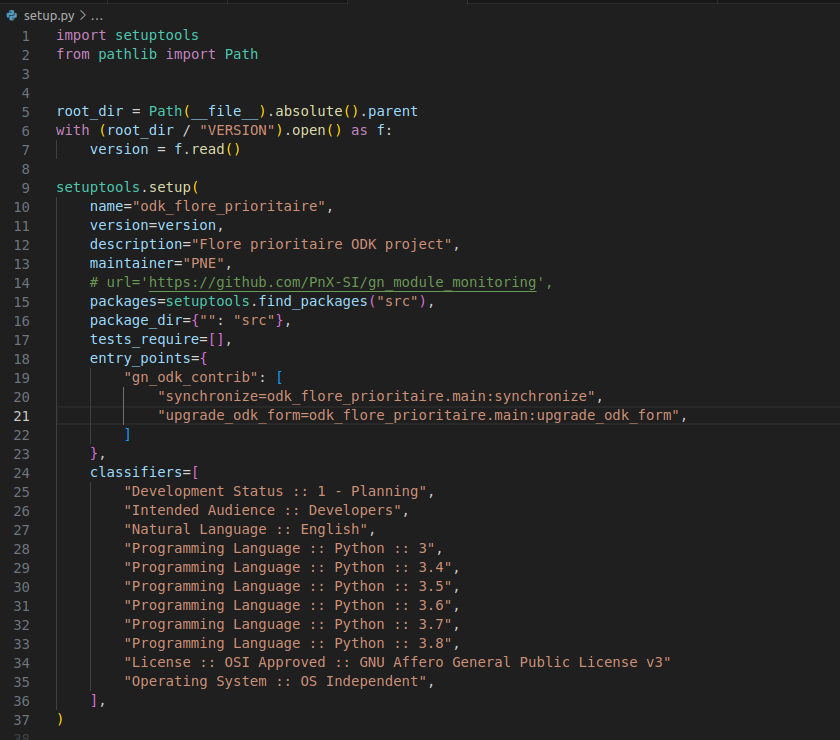 setup.py > ...
1 import setuptools
2 from pathlib import Path
3
4
5 root_dir = Path(__file__).absolute().parent
6 with (root_dir / "VERSION").open() as f:
7     version = f.read()
8
9 setuptools.setup(
10     name="odk_flore_prioritaire",
11     version=version,
12     description="Flore prioritaire ODK project",
13     maintainer="PNE",
14     # url='https://github.com/PnX-SI/gn_module_monitoring',
15     packages=setuptools.find_packages("src"),
16     package_dir={"": "src"},
17     tests_require=[],
18     entry_points={
19         "gn_odk_contrib": [
20             "synchronize=odk_flore_prioritaire.main:synchronize",
21             "upgrade_odk_form=odk_flore_prioritaire.main:upgrade_odk_form",
22         ]
23     },
24     classifiers=[
25         "Development Status :: 1 - Planning",
26         "Intended Audience :: Developers",
27         "Natural Language :: English",
28         "Programming Language :: Python :: 3",
29         "Programming Language :: Python :: 3.4",
30         "Programming Language :: Python :: 3.5",
31         "Programming Language :: Python :: 3.6",
32         "Programming Language :: Python :: 3.7",
33         "Programming Language :: Python :: 3.8",
34         "License :: OSI Approved :: GNU Affero General Public License v3"
35         "Operating System :: OS Independent",
36     ],
37 )
38